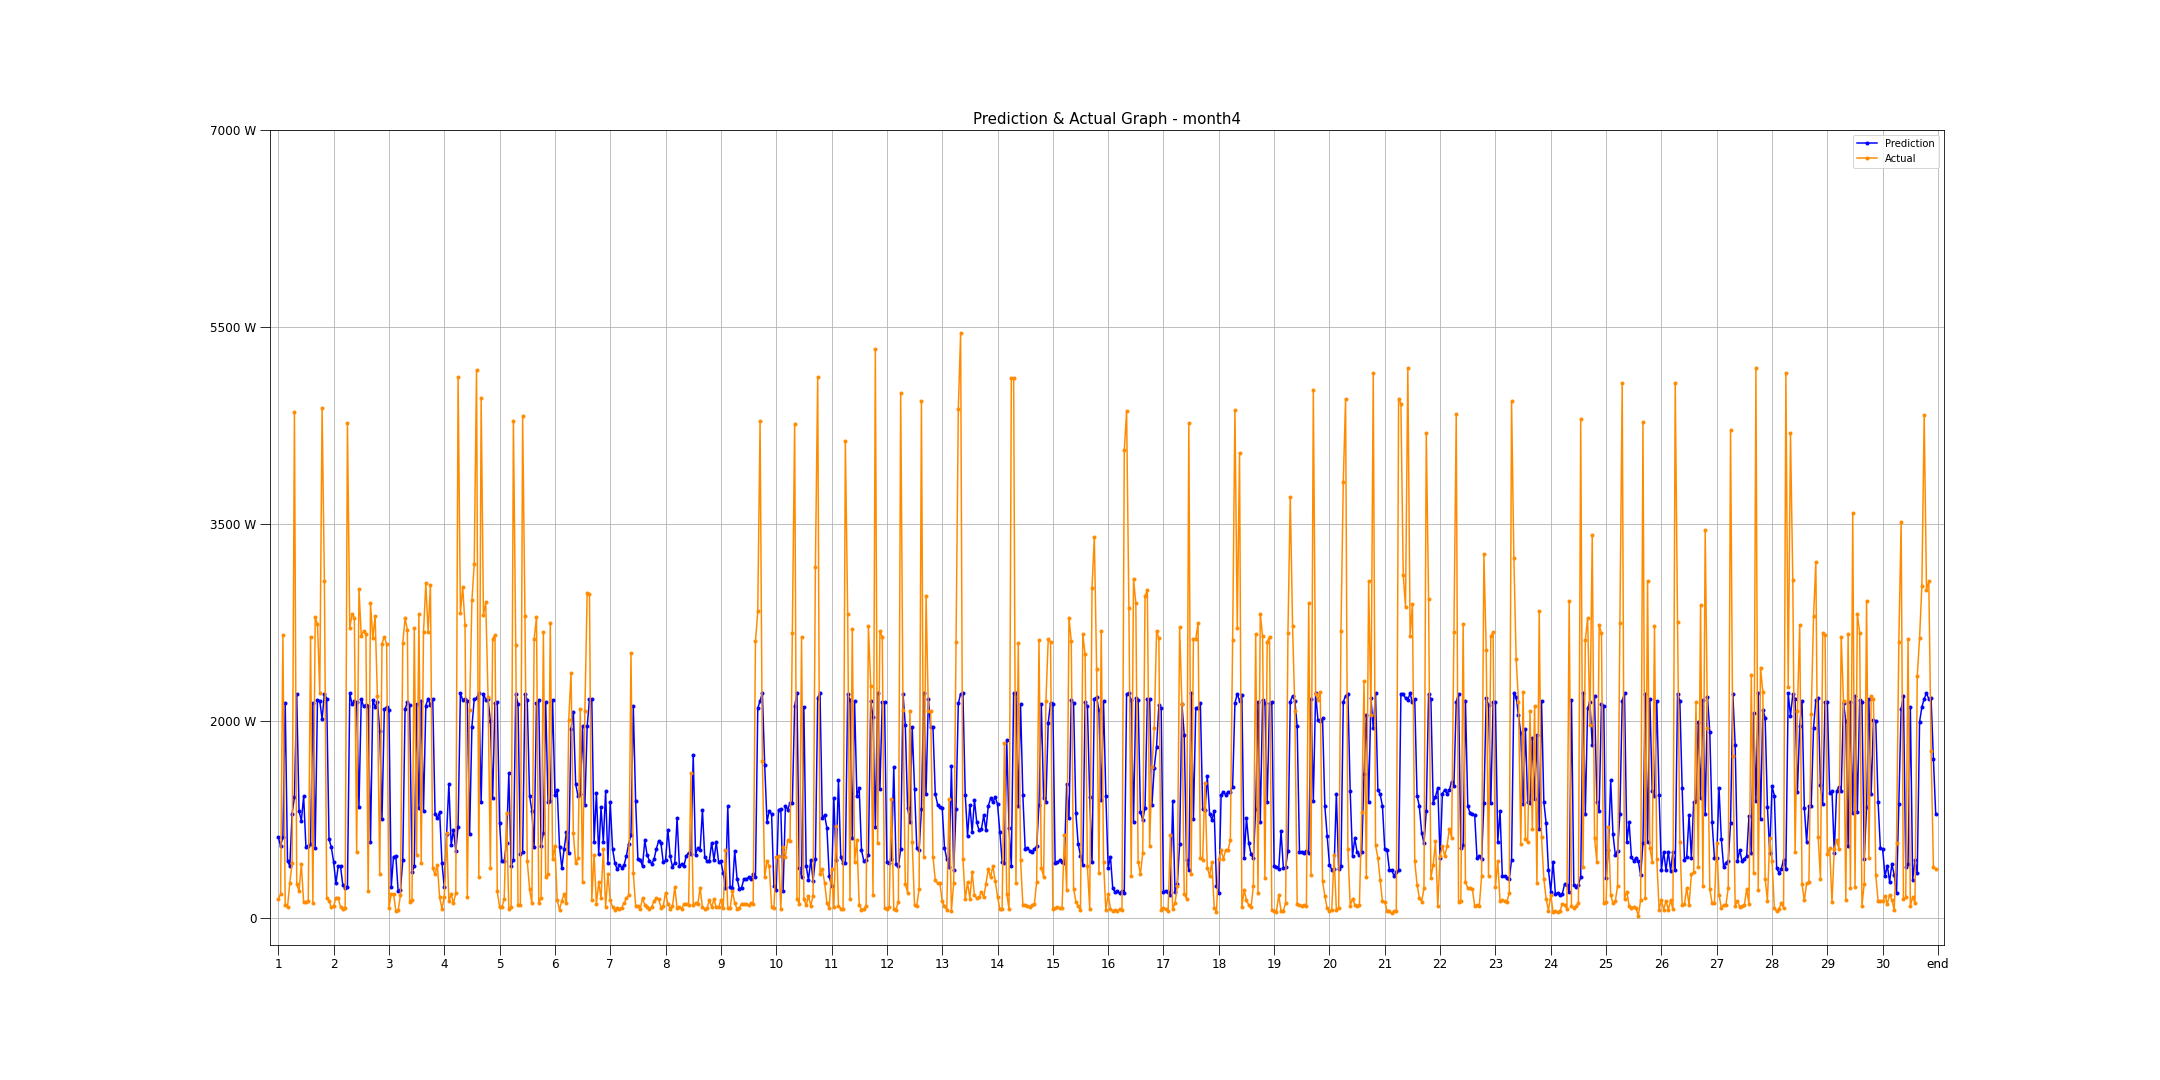 Prediction & Actual Graph - month4
7000 W
5500 W
3500 W
2000 W
0
Prediction
Actual
1 2 3 4 5 6 7 8 9 10 11 12 13 14 15 16 17 18 19 20 21 22 23 24 25 26 27 28 29 30 end